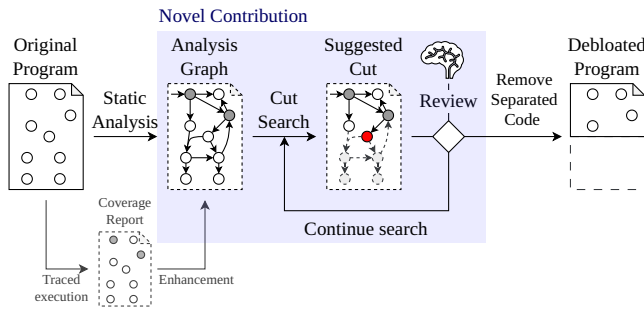 Novel Contribution
Original
Program
Analysis
Graph
Suggested
Cut
Debloated
Program
Static
Analysis
Cut
Search
Review
Remove
Separated
Code
Continue search
Coverage
Report
Traced
execution
Enhancement